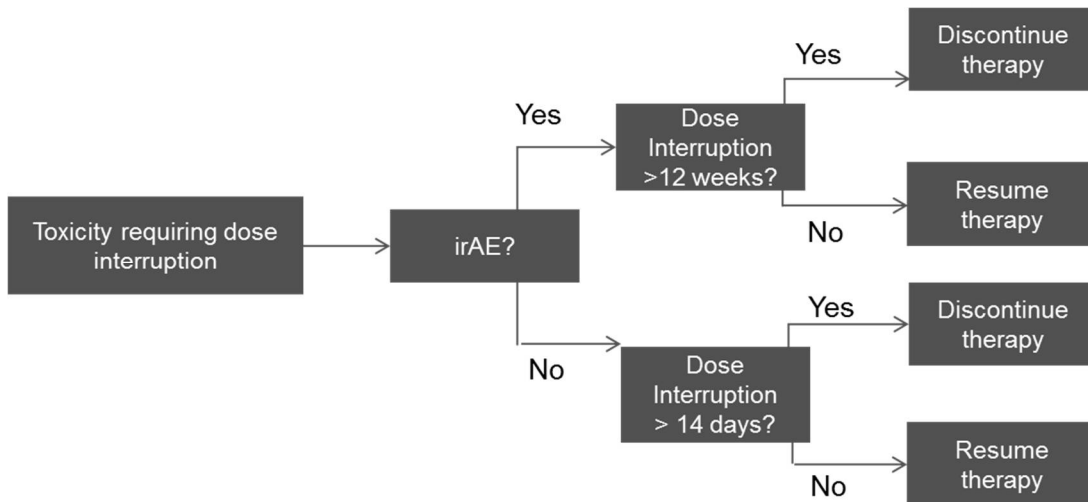 Toxicity requiring dose
interruption
irAE?
Yes
No
Dose
Interruption
>12 weeks?
Yes
No
Discontinue
therapy
Resume
therapy
Dose
Interruption
> 14 days?
Yes
No
Discontinue
therapy
Resume
therapy